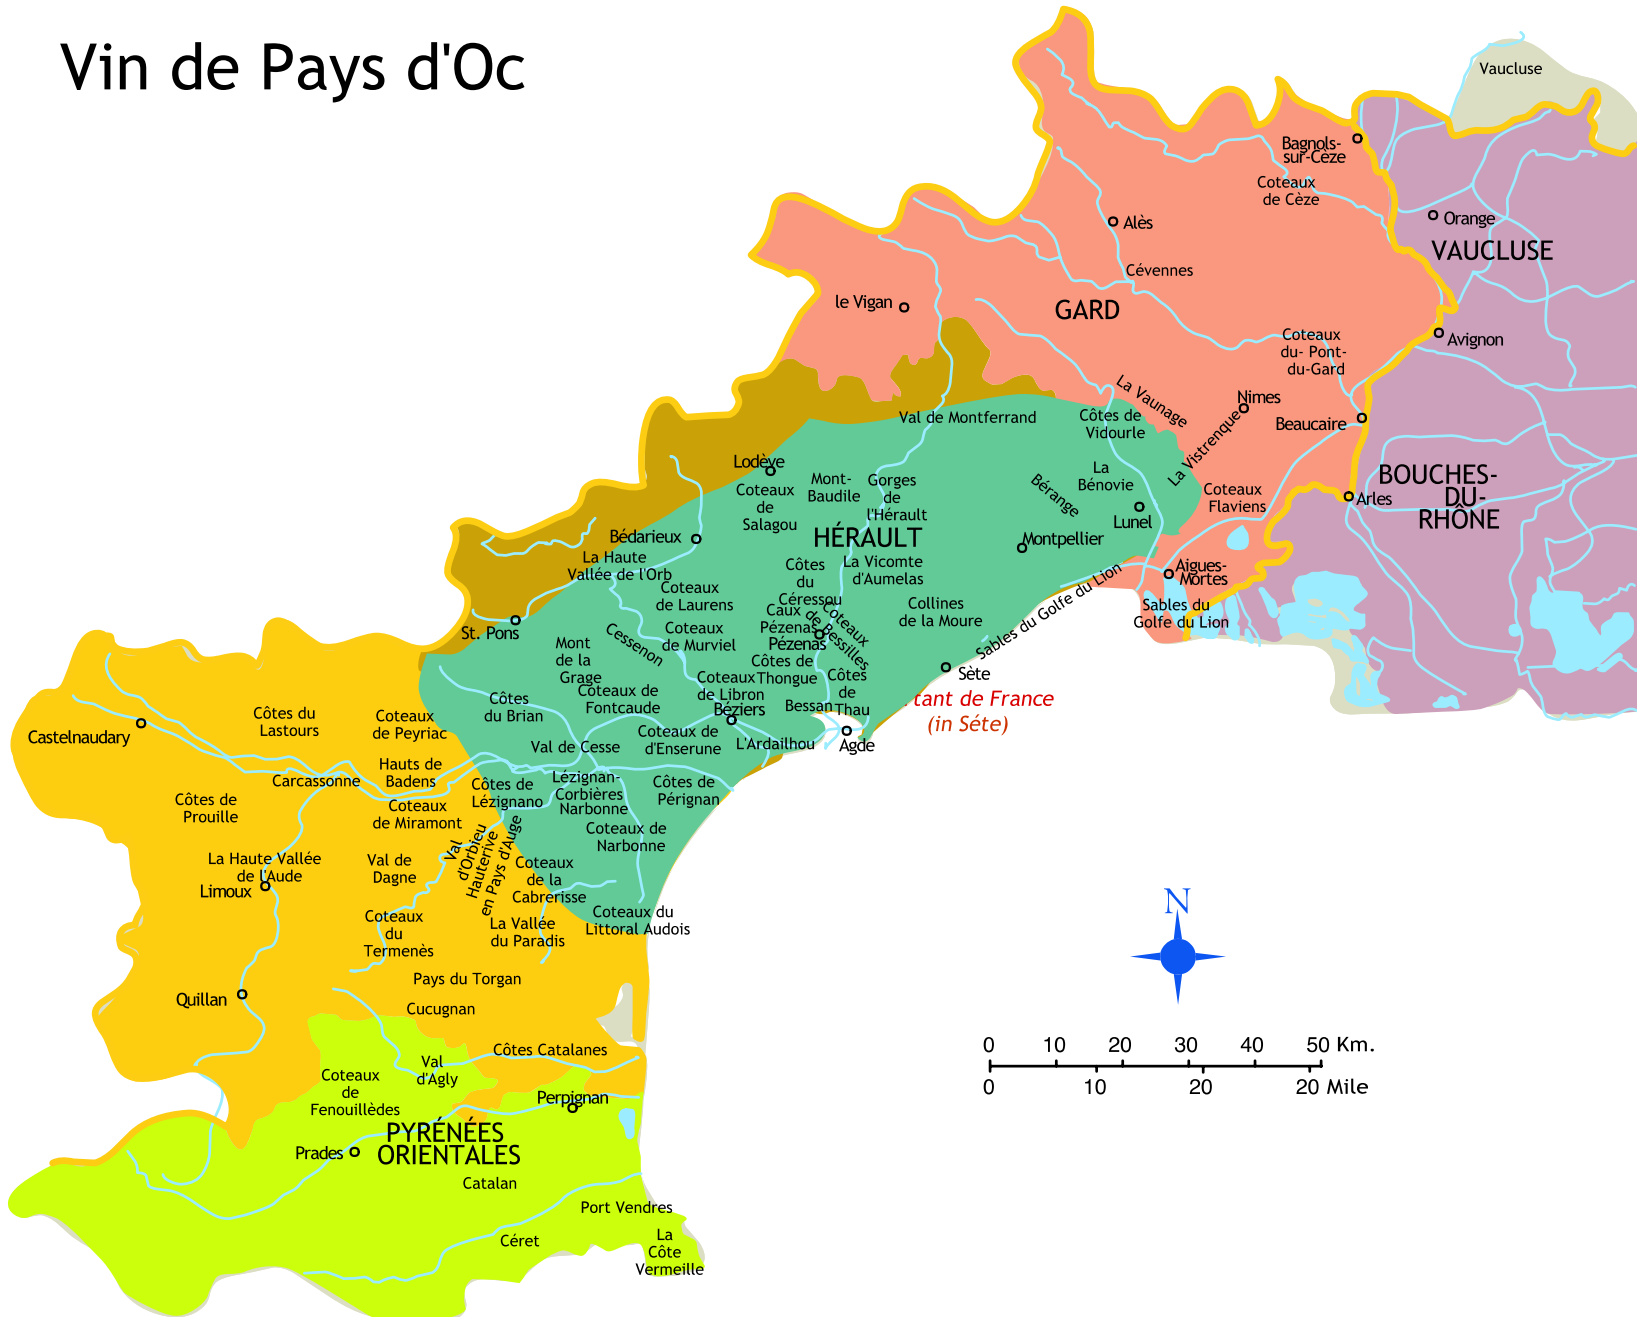 Vin de Pays d'Oc
Vaucluse
Bagnols-
sur-Cèze
Coteaux
de Cèze
Orange
VAUCLUSE
Alès
Cévennes
le Vigan
GARD
Coteaux
du- Pont-
du-Gard
Avignon
La Vaunage
Nimes
Beaucaire
La Vistrenque
Val de Montferrand
Côtes de
Vidourle
La
Bénovie
Bérange
Lunel
Coteaux
Flaviens
Arles
BOUCHES-
DU-
RHÔNE
Lodève
Coteaux
de
Salagou
Mont-
Baudile
Gorges
de
l'Hérault
HÉRAULT
Montpellier
Bédarieux
La Haute
Vallée de l'Orb
La Vicomte
d'Aumelas
Côtes
du
Céressou
Coteaux
de Laurens
Caux
Pézenas
Pézenas
Coteaux
de Bessilles
Collines
de la Moure
Sables du Golfe du Lion
Aigues-
Mortes
Sables du
Golfe du Lion
St. Pons
Cessenon
Coteaux
de Murviel
Mont
de la
Grage
Côtes de
Thongue
Côtes
de
Thau
Sète
tant de France
(in Séte)
Coteaux
de Libron
Béziers
Bessan
Agde
L'Ardailhou
Côtes
du Brian
Coteaux de
Fontcaude
Coteaux de
d'Enserune
Val de Cesse
Castelnaudary
Côtes du
Lastours
Coteaux
de Peyriac
Carcassonne
Hauts de
Badens
Côtes de
Prouille
Coteaux
de Miramont
Côtes de
Lézignano
Lézignan-
Corbières
Narbonne
Côtes de
Pérignan
Coteaux de
Narbonne
La Haute Vallée
de l'Aude
Limoux
Val de
Dagne
Val
d'Orbieu
Hauterive
en Pays d'Auge
Coteaux
de la
Cabrerisse
Coteaux
du
Termenès
La Vallée
du Paradis
Coteaux du
Littoral Audois
Pays du Torgan
Quillan
Cucugnan
Côtes Catalanes
Val
d'Agly
Coteaux
de
Fenouillèdes
Perpignan
PYRÉNÉES
ORIENTALES
Prades
Catalan
Port Vendres
Céret
La
Côte
Vermeille
N
0 10 20 30 40 50 Km.
0 10 20 20 Mile